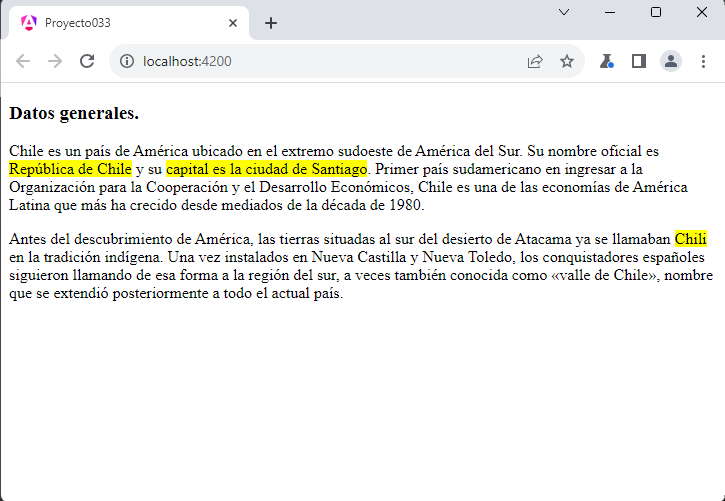 Proyecto033
localhost:4200
Datos generales.
Chile es un país de América ubicado en el extremo sudoeste de América del Sur. Su nombre oficial es
República de Chile y su capital es la ciudad de Santiago. Primer país sudamericano en ingresar a la
Organización para la Cooperación y el Desarrollo Económicos, Chile es una de las economías de América
Latina que más ha crecido desde mediados de la década de 1980.
Antes del descubrimiento de América, las tierras situadas al sur del desierto de Atacama ya se llamaban Chili
en la tradición indígena. Una vez instalados en Nueva Castilla y Nueva Toledo, los conquistadores españoles
siguieron llamando de esa forma a la región del sur, a veces también conocida como «valle de Chile», nombre
que se extendió posteriormente a todo el actual país.